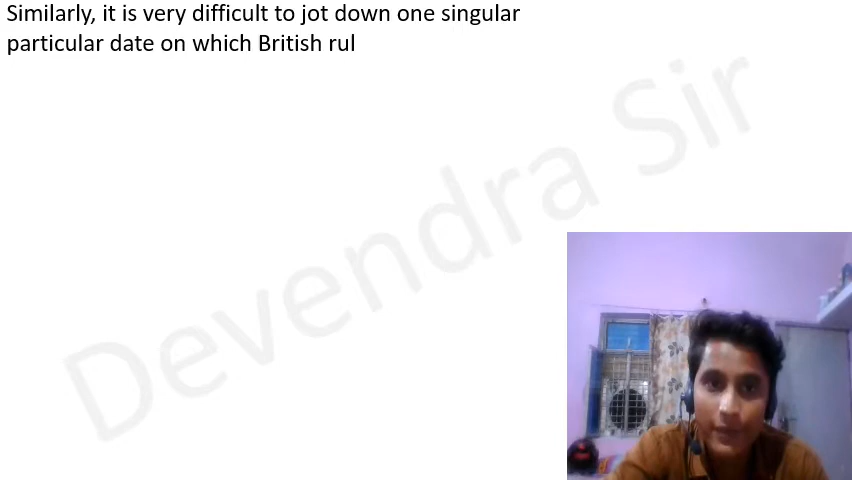 Similarly, it is very difficult to jot down one singular
particular date on which British rul
Devendra Sir